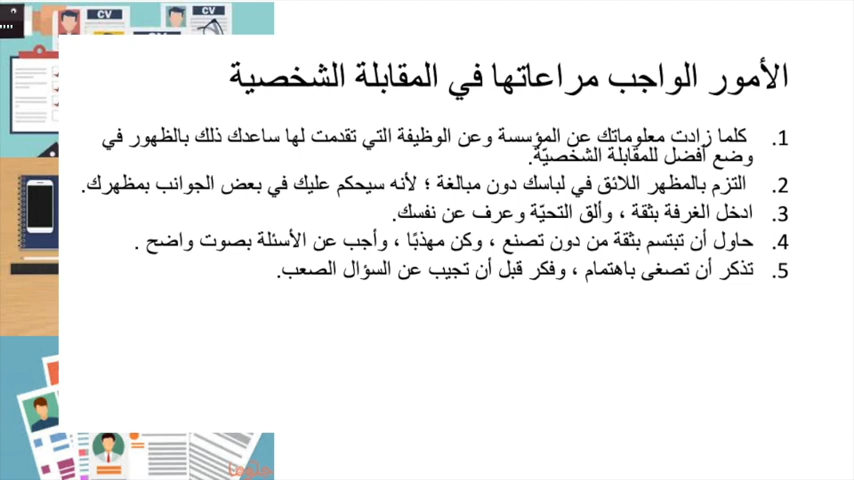 CV
CV
الأمور الواجب مراعاتها في المقابلة الشخصية
1. كلما زادت معلوماتك عن المؤسسة وعن الوظيفة التي تقدمت لها ساعدك ذلك بالظهور في
وضع أفضل للمقابلة الشخصيّة.
2. التزم بالمظهر اللائق في لباسك دون مبالغة ؛ لأنه سيحكم عليك في بعض الجوانب بمظهرك.
3. ادخل الغرفة بثقة ، وألق التحيّة وعرف عن نفسك.
4. حاول أن تبتسم بثقة من دون تصنع ، وكن مهذبًا ، وأجب عن الأسئلة بصوت واضح .
5. تذكر أن تصغى باهتمام ، وفكر قبل أن تجيب عن السؤال الصعب.